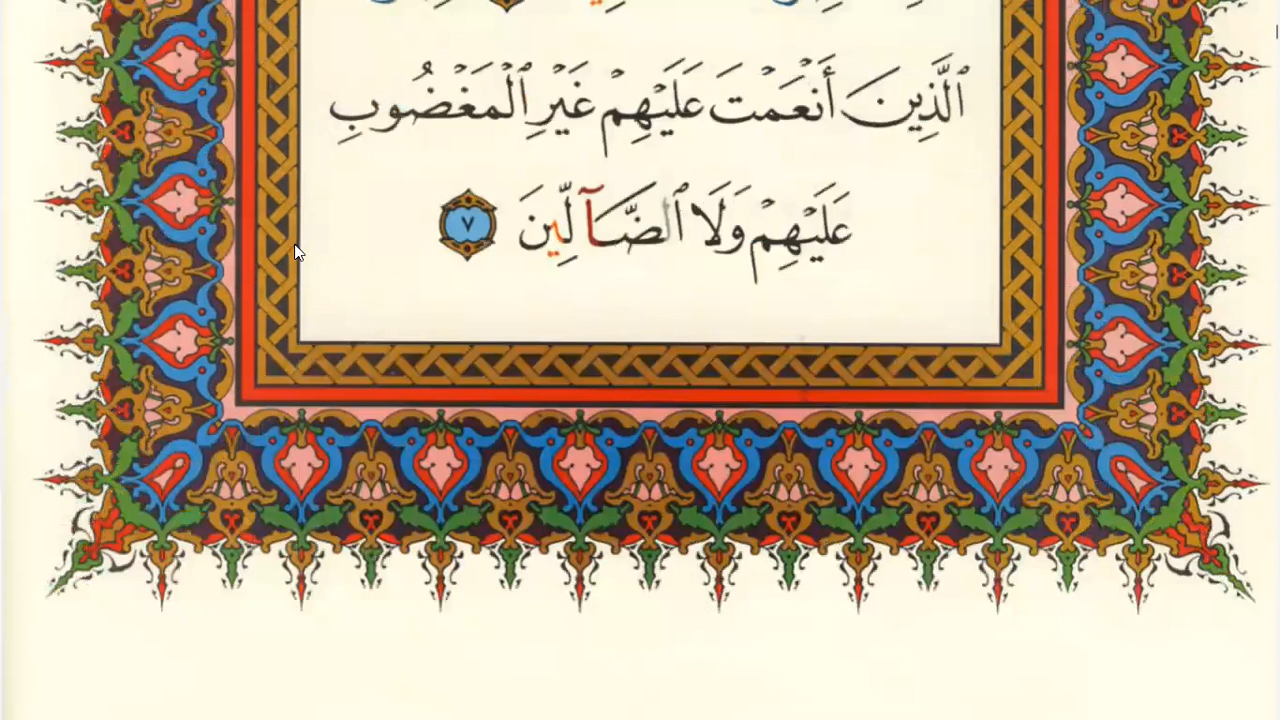 ٱلَّذِينَ أَنْعَمْتَ عَلَيْهِمْ غَيْرِ ٱلْمَغْضُوبِ
عَلَيْهِمْ وَلَا ٱلضَّآلِّينَ ٧